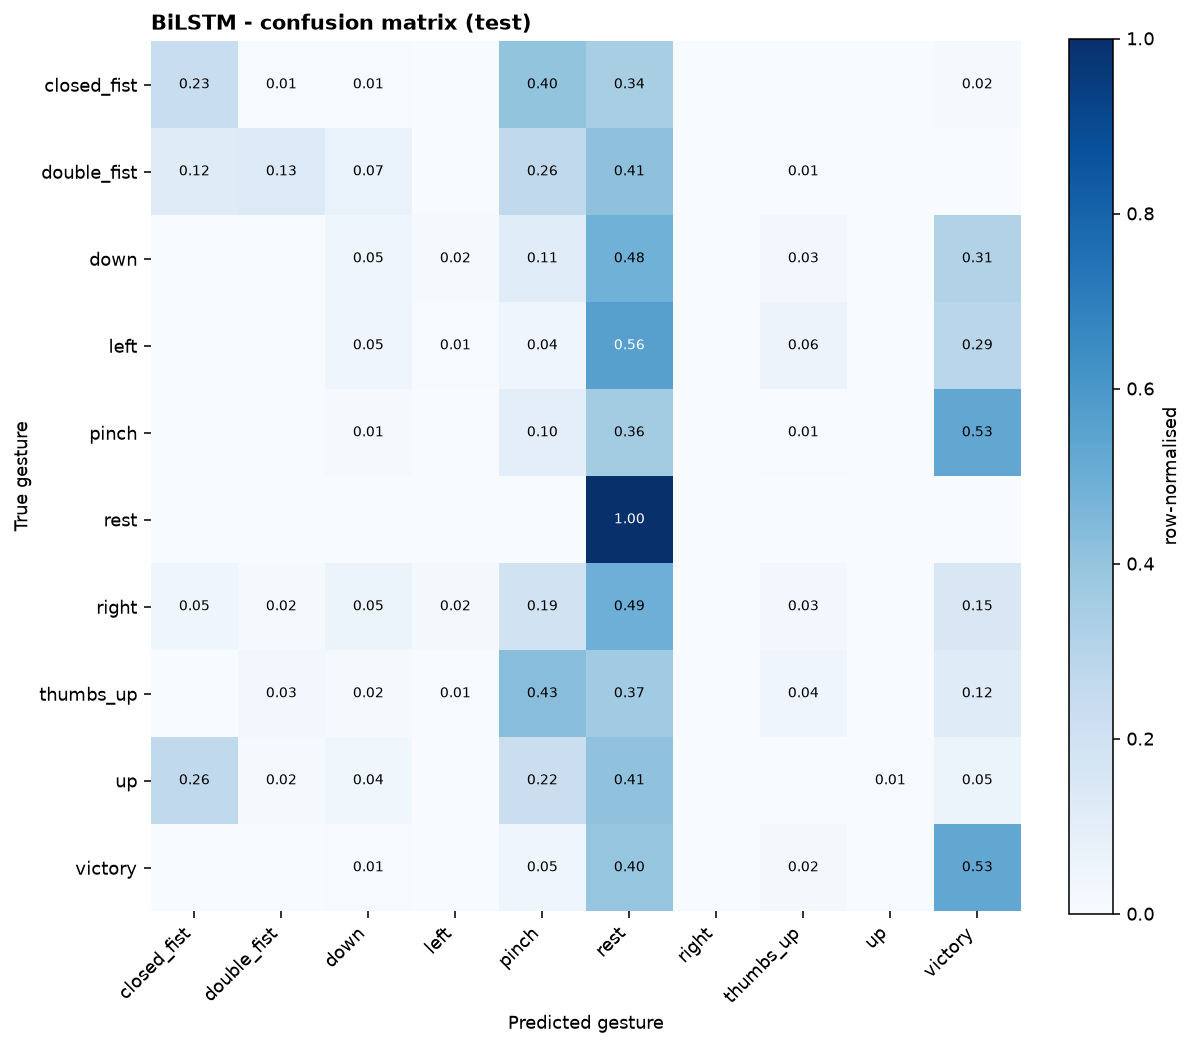 BiLSTM - confusion matrix (test)
True gesture
closed_fist 0.23 0.01 0.01 0.40 0.34 0.02
double_fist 0.12 0.13 0.07 0.26 0.41 0.01
down 0.05 0.02 0.11 0.48 0.03 0.31
left 0.05 0.01 0.04 0.56 0.06 0.29
pinch 0.01 0.10 0.36 0.01 0.53
rest 1.00
right 0.05 0.02 0.05 0.02 0.19 0.49 0.03 0.15
thumbs_up 0.03 0.02 0.01 0.43 0.37 0.04 0.12
up 0.26 0.02 0.04 0.22 0.41 0.01 0.05
victory 0.01 0.05 0.40 0.02 0.53
closed_fist double_fist down left pinch rest right thumbs_up up victory
Predicted gesture
1.0
0.8
0.6
0.4
0.2
0.0
row-normalised